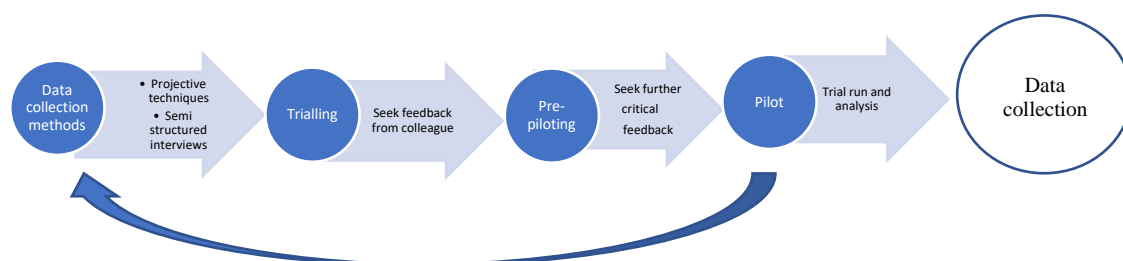 Data
collection
methods
• Projective
techniques
• Semi
structured
interviews
Trialling
Seek feedback
from colleague
Pre-
piloting
Seek further
critical
feedback
Pilot
Trial run and
analysis
Data
collection